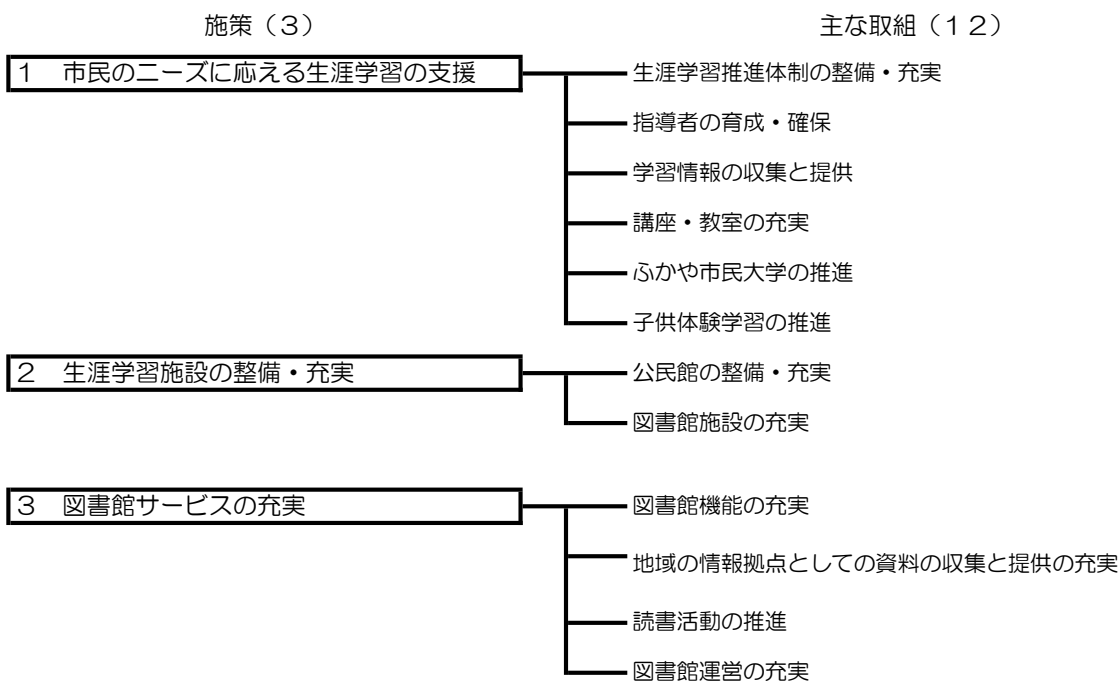 施策（３） 主な取組（１２）
１ 市民のニーズに応える生涯学習の支援 生涯学習推進体制の整備・充実
指導者の育成・確保
学習情報の収集と提供
講座・教室の充実
ふかや市民大学の推進
子供体験学習の推進
２ 生涯学習施設の整備・充実 公民館の整備・充実
図書館施設の充実
３ 図書館サービスの充実 図書館機能の充実
地域の情報拠点としての資料の収集と提供の充実
読書活動の推進
図書館運営の充実